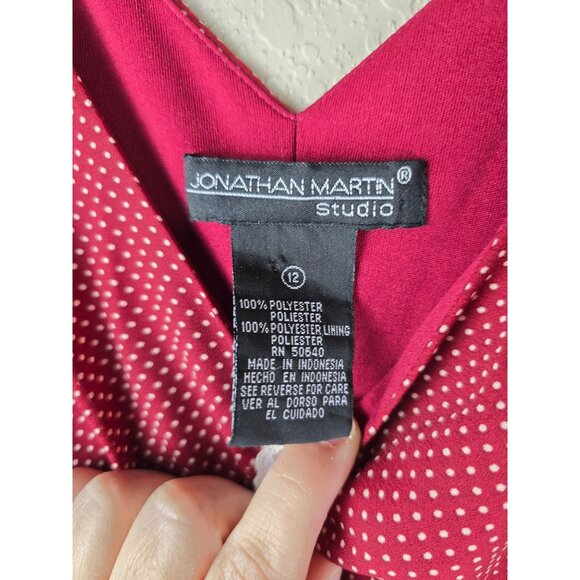 JONATHAN MARTIN®
Studio
12
100% POLYESTER
POLIESTER
100% POLYESTER LINING
POLIESTER
RN 50640
MADE IN INDONESIA
HECHO EN INDONESIA
SEE REVERSE FOR CARE
VER AL DORSO PARA
EL CUIDADO